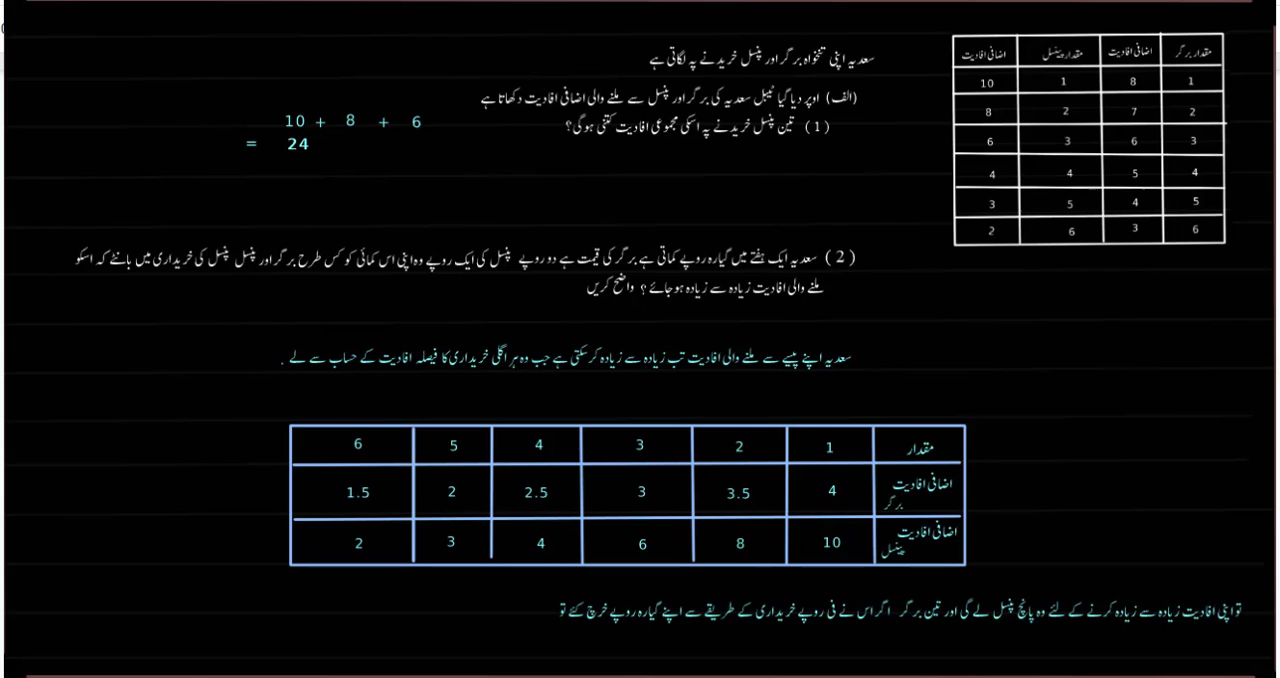 سعدیہ اپنی تنخواہ برگر اور پنسل خریدنے پہ لگاتی ہے
(الف) اوپر دیا گیا ٹیبل سعدیہ کی برگر اور پنسل سے ملنے والی اضافی افادیت دکھاتا ہے
(1) تین پنسل خریدنے پہ اسکی مجموعی افادیت کتنی ہوگی؟
10 + 8 + 6
= 24
مقدار برگر اضافی افادیت مقدار پینسل اضافی افادیت
1 8 1 10
2 7 2 8
3 6 3 6
4 5 4 4
5 4 5 3
6 3 6 2
(2) سعدیہ ایک ہفتے میں گیارہ روپے کماتی ہے برگر کی قیمت ہے دو روپے پنسل کی ایک روپے وہ اپنی اس کمائی کو کس طرح برگر اور پنسل پنسل کی خریداری میں بانٹے کہ اسکو
ملنے والی افادیت زیادہ سے زیادہ ہو جائے؟ واضح کریں
سعدیہ اپنے پیسے سے ملنے والی افادیت تب زیادہ سے زیادہ کر سکتی ہے جب وہ ہر اگلی خریداری کا فیصلہ افادیت کے حساب سے لے .
مقدار 1 2 3 4 5 6
اضافی افادیت برگر 4 3.5 3 2.5 2 1.5
اضافی افادیت پینسل 10 8 6 4 3 2
تو اپنی افادیت زیادہ سے زیادہ کرنے کے لئے وہ پانچ پنسل لے گی اور تین برگر اگر اس نے فی روپے خریداری کے طریقے سے اپنے گیارہ روپے خرچ کئے تو